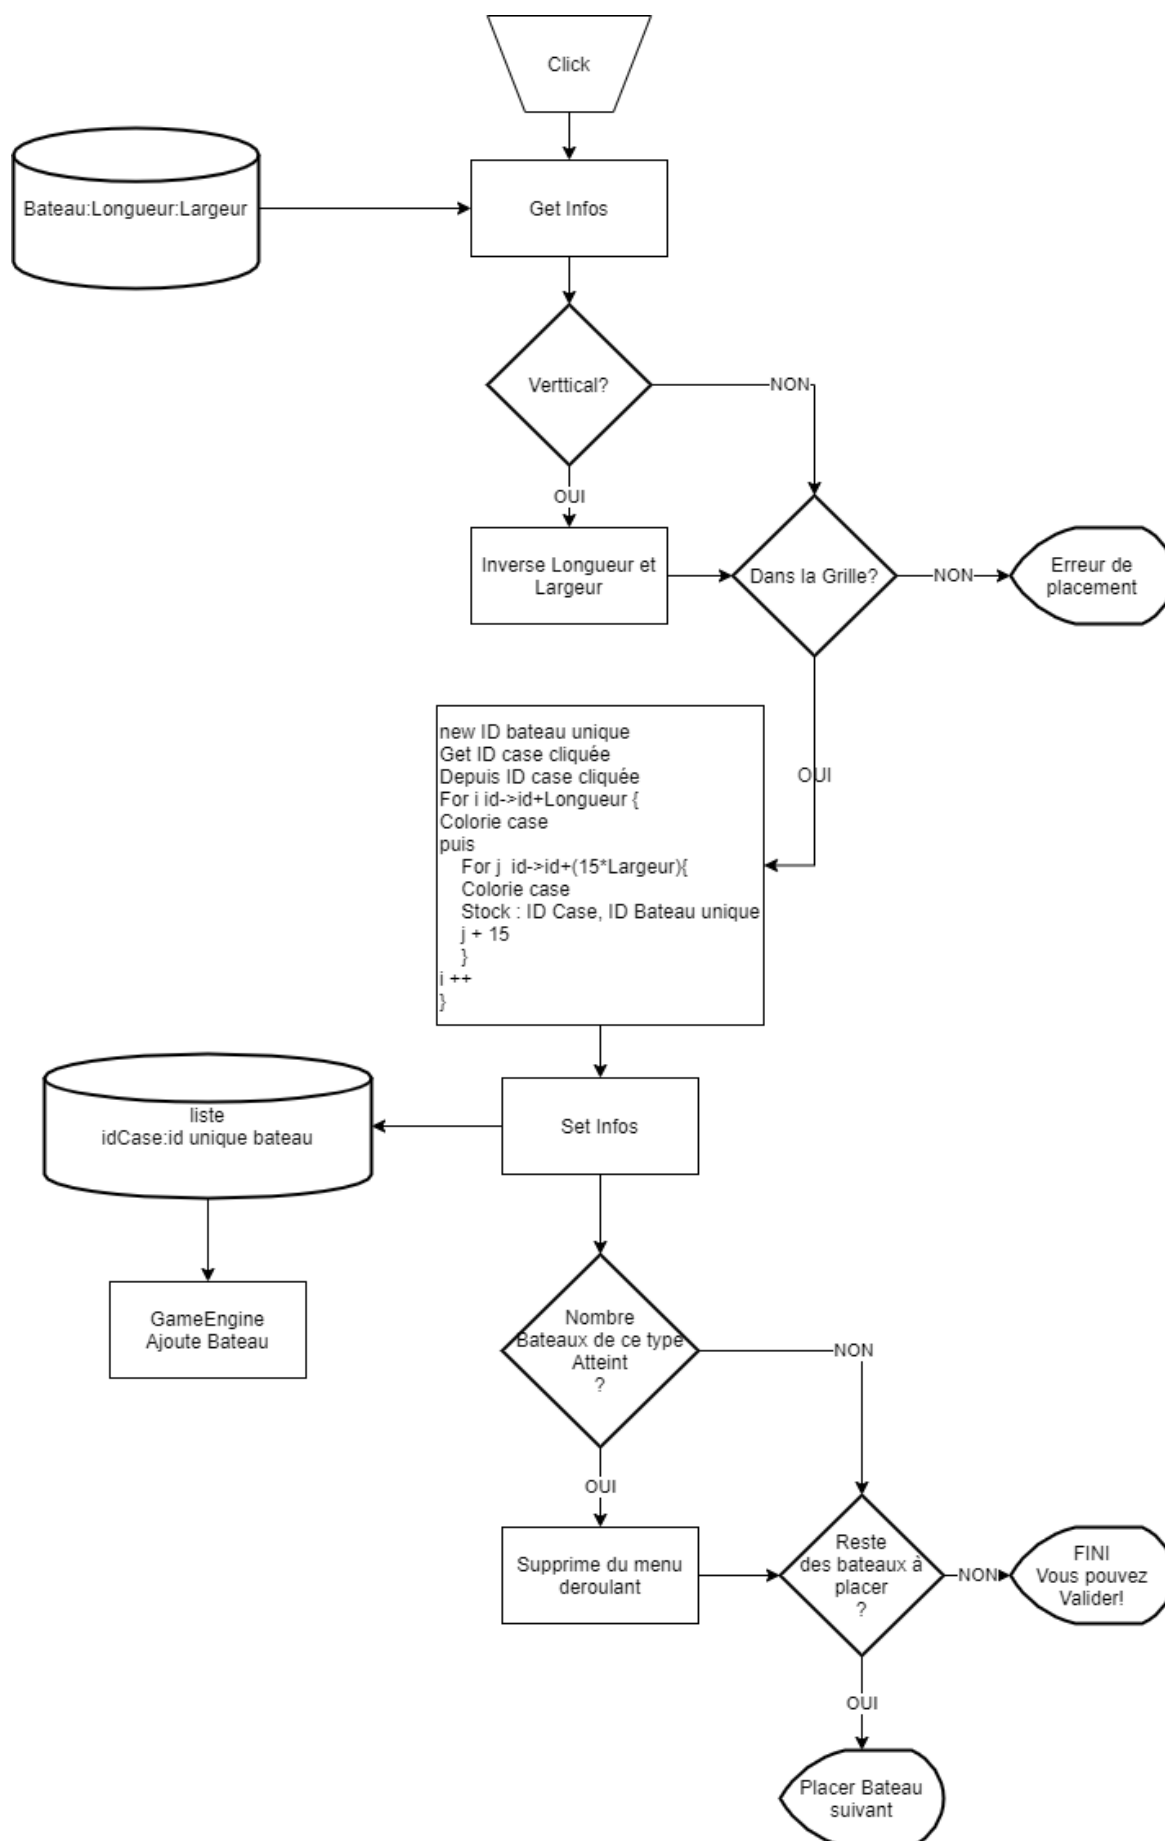 Click
Bateau:Longueur:Largeur
Get Infos
Verttical?
NON
OUI
Inverse Longueur et
Largeur
Dans la Grille?
NON
Erreur de
placement
OUI
new ID bateau unique
Get ID case cliquée
Depuis ID case cliquée
For i id->id+Longueur {
Colorie case
puis
For j  id->id+(15*Largeur){
Colorie case
Stock : ID Case, ID Bateau unique
j + 15
}
i ++
}
Set Infos
liste
idCase:id unique bateau
GameEngine
Ajoute Bateau
Nombre
Bateaux de ce type
Atteint
?
NON
OUI
Supprime du menu
deroulant
Reste
des bateaux à
placer
?
NON
FINI
Vous pouvez
Valider!
OUI
Placer Bateau
suivant